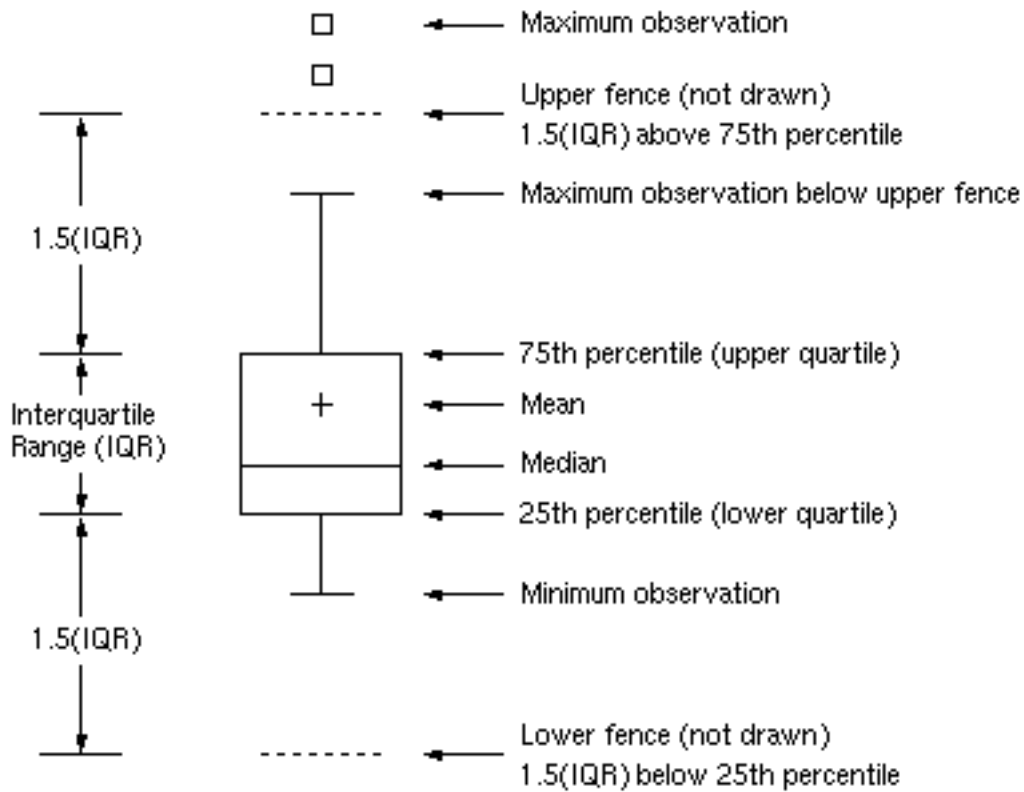 Maximum observation
Upper fence (not drawn)
1.5(IQR) above 75th percentile
Maximum observation below upper fence
1.5(IQR)
75th percentile (upper quartile)
Mean
Interquartile
Range (IQR)
Median
25th percentile (lower quartile)
Minimum observation
1.5(IQR)
Lower fence (not drawn)
1.5(IQR) below 25th percentile